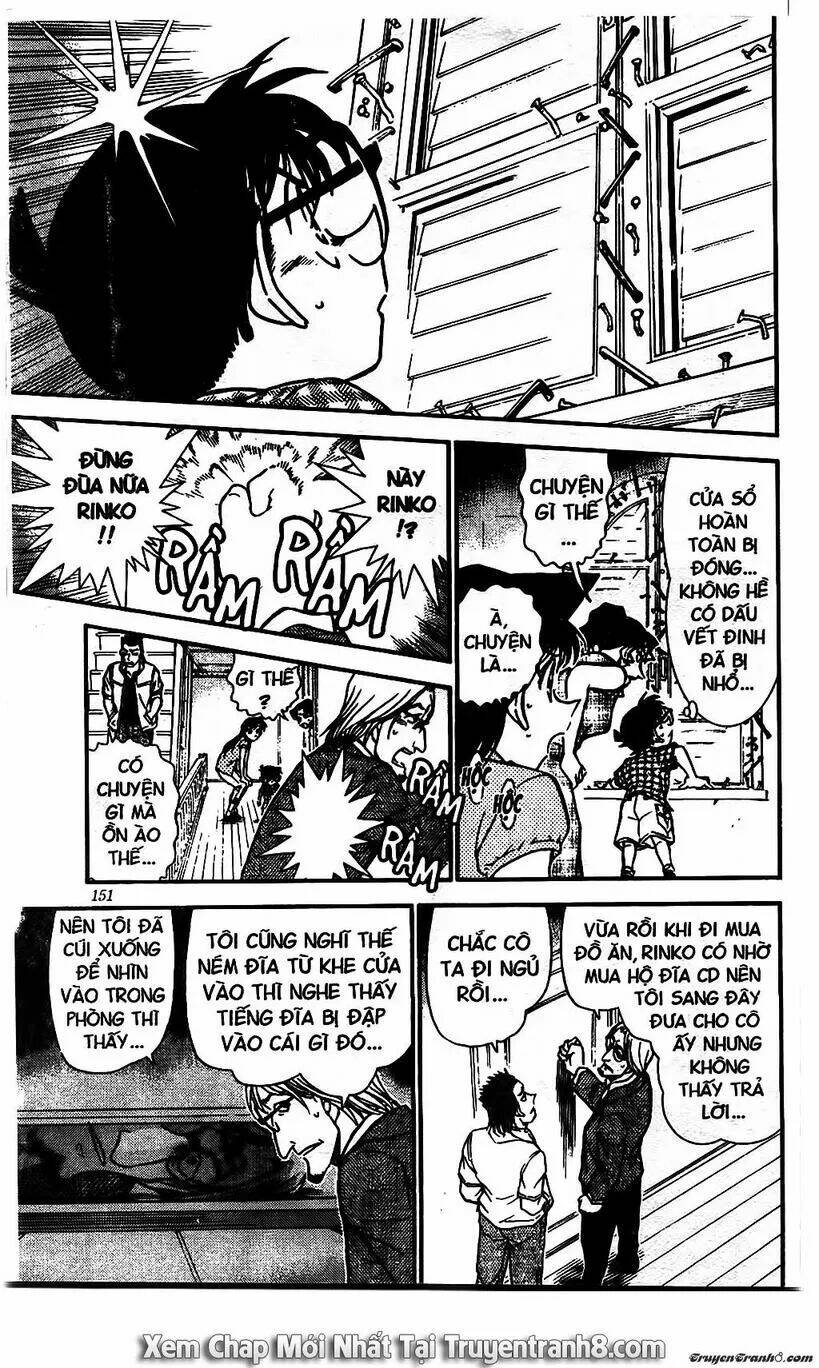 CỬA SỔ
HOÀN
TOÀN BỊ
ĐÓNG...
KHÔNG HỀ
CÓ DẤU
VẾT ĐINH
ĐÃ BỊ
NHỔ...
CHUYỆN
GÌ THẾ
...
À,
CHUYỆN
LÀ...
HỘC
HỘC
NÀY
RINKO
!?
RẦM
RẦM
ĐỪNG
ĐÙA NỮA
RINKO
!!
RẦM
RẦM
GÌ THẾ
?
CÓ
CHUYỆN
GÌ MÀ
ỒN ÀO
THẾ...
151
VỪA RỒI KHI ĐI MUA
ĐỒ ĂN, RINKO CÓ NHỜ
MUA HỘ ĐĨA CD NÊN
TÔI SANG ĐÂY
ĐƯA CHO CÔ
ẤY NHƯNG
KHÔNG
THẤY TRẢ
LỜI...
CHẮC CÔ
TA ĐI NGỦ
RỒI...
TÔI CŨNG NGHĨ THẾ
NÉM ĐĨA TỪ KHE CỬA
VÀO THÌ NGHE THẤY
TIẾNG ĐĨA BỊ ĐẬP
VÀO CÁI GÌ ĐÓ...
NÊN TÔI ĐÃ
CÚI XUỐNG
ĐỂ NHÌN
VÀO TRONG
PHÒNG THÌ
THẤY...
Xem Chap Mới Nhất Tại Truyentranh8.com
TruyenTranh8.com